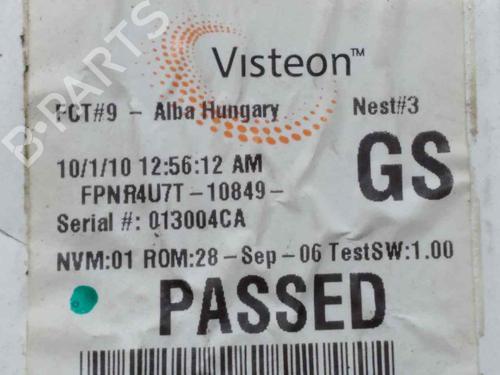 B-PARTS
Visteon™
FCT#9 - Alba Hungary Nest#3
10/1/10 12:56:12 AM GS
FPNR4U7T-10849-
Serial #: 013004CA
NVM:01 ROM:28-Sep-06 TestSW:1.00
PASSED